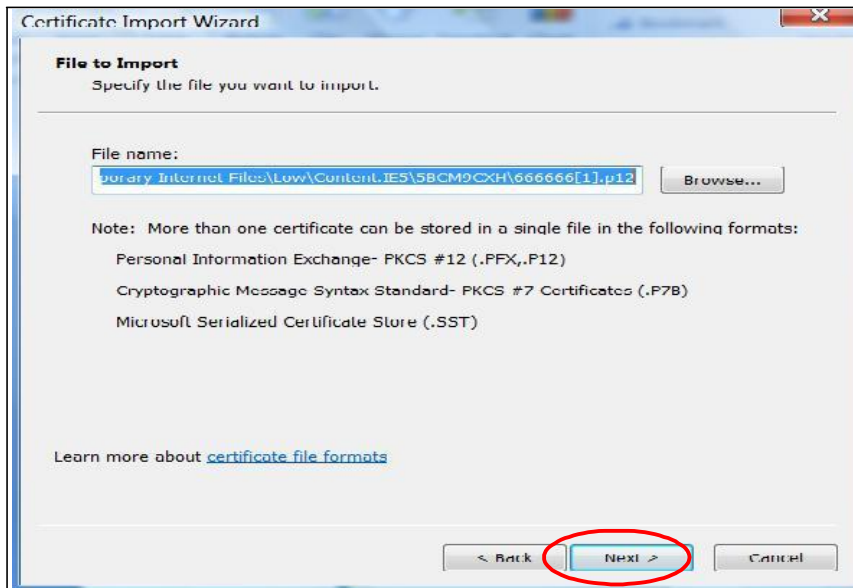 Certificate Import Wizard
File to Import
Specify the file you want to import.
File name:
porary Internet Files\Low\Content.IE5\5BCM9CXH\666666[1].p12
Browse...
Note: More than one certificate can be stored in a single file in the following formats:
Personal Information Exchange- PKCS #12 (.PFX,.P12)
Cryptographic Message Syntax Standard- PKCS #7 Certificates (.P7B)
Microsoft Serialized Certificate Store (.SST)
Learn more about certificate file formats
< Back
Next >
Cancel